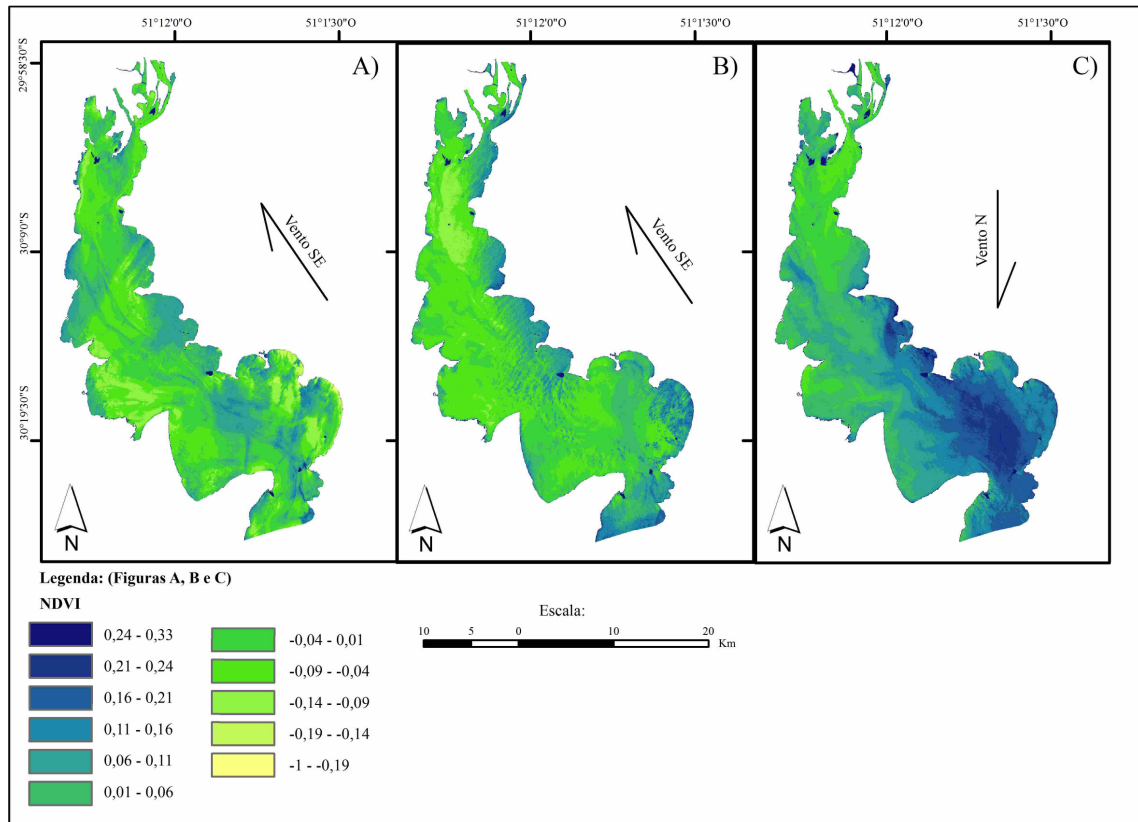 51°12'0"O 51°1'30"O 51°12'0"O 51°1'30"O 51°12'0"O 51°1'30"O
29°58'30"S
30°9'0"S
30°19'30"S
A)
Vento SE
N
B)
Vento SE
N
C)
Vento N
N
Legenda: (Figuras A, B e C)
NDVI
0,24 - 0,33
0,21 - 0,24
0,16 - 0,21
0,11 - 0,16
0,06 - 0,11
0,01 - 0,06
-0,04 - 0,01
-0,09 - -0,04
-0,14 - -0,09
-0,19 - -0,14
-1 - -0,19
Escala:
10 5 0 10 20
Km